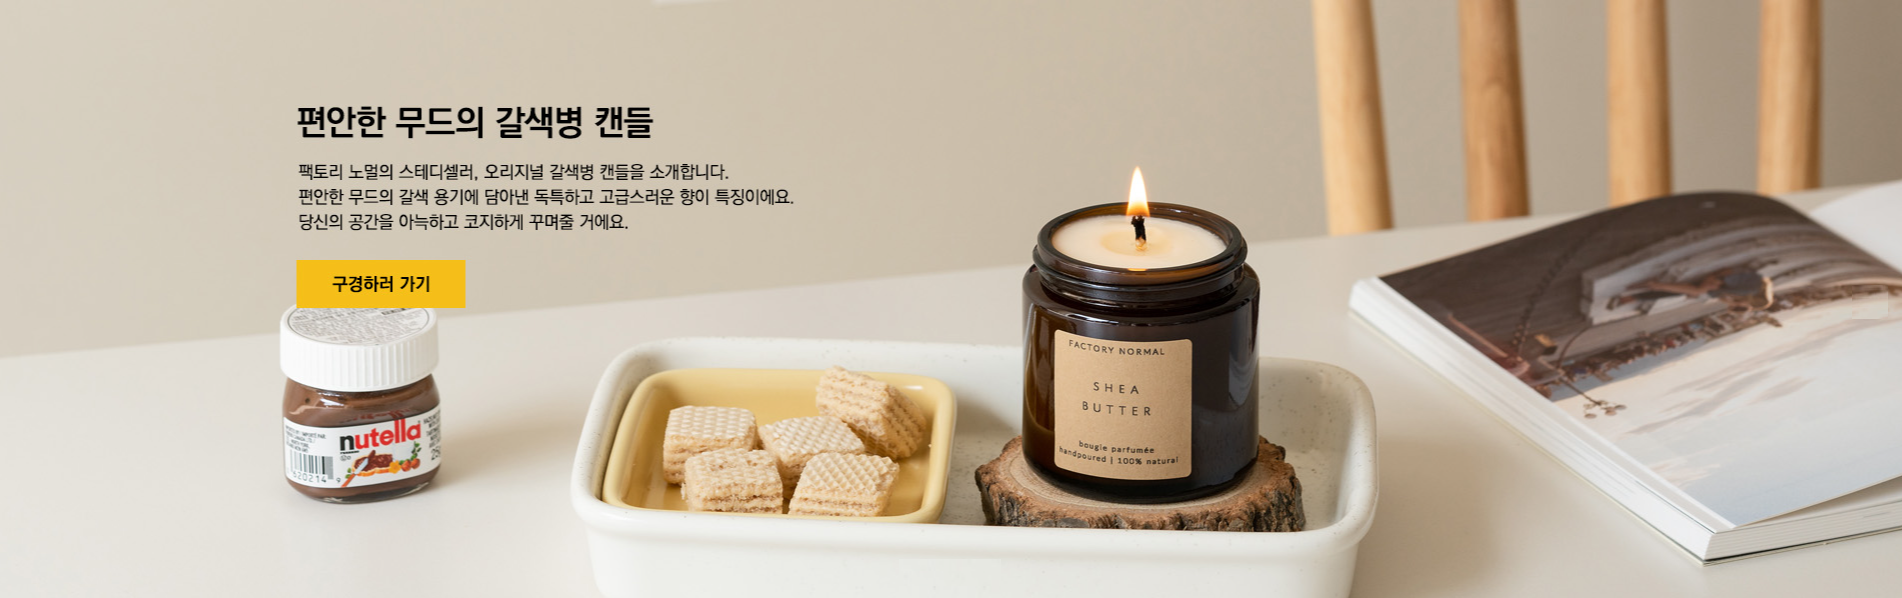 편안한 무드의 갈색병 캔들
팩토리 노멀의 스테디셀러, 오리지널 갈색병 캔들을 소개합니다.
편안한 무드의 갈색 용기에 담아낸 독특하고 고급스러운 향이 특징이에요.
당신의 공간을 아늑하고 코지하게 꾸며줄 거에요.
구경하러 가기
nutella
620214 9
FACTORY NORMAL
SHEA
BUTTER
bougie parfumée
handpoured | 100% natural